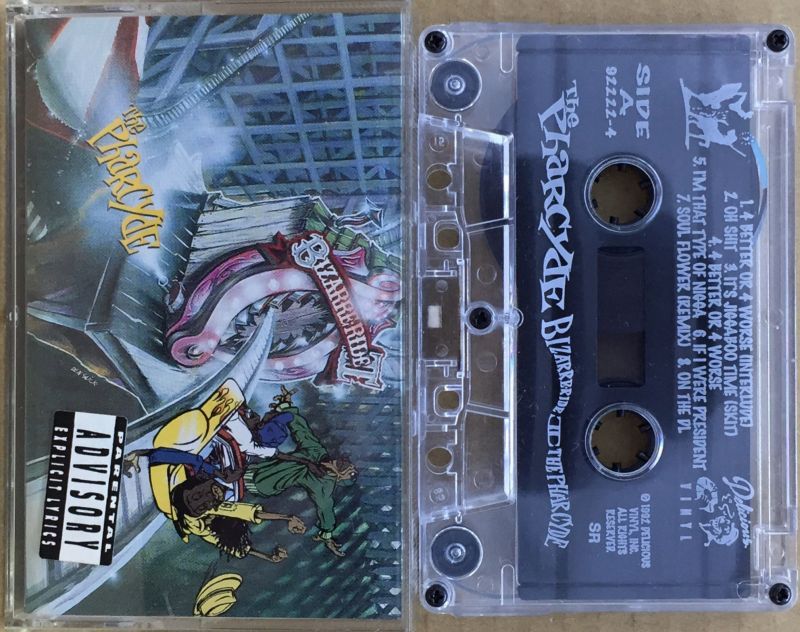 The
PHARCYDE
BIZARRE RIDE
II
PARENTAL
ADVISORY
EXPLICIT LYRICS
SIDE
A
92222-4
The PHARCYDE BIZARRE RIDE II THE PHARCYDE
1. 4 BETTER OR 4 WORSE (INTERLUDE)
2. OH SHIT 3. IT'S NIGGABOO TIME (SKIT)
4. 4 BETTER OR 4 WORSE
5. I'M THAT TYPE OF NIGGA 6. IF I WERE PRESIDENT
7. SOUL FLOWER (REMIX) 8. ON THE DL
Delicious
VINYL
© 1992 DELICIOUS
VINYL, INC.
ALL RIGHTS
RESERVED.
SR